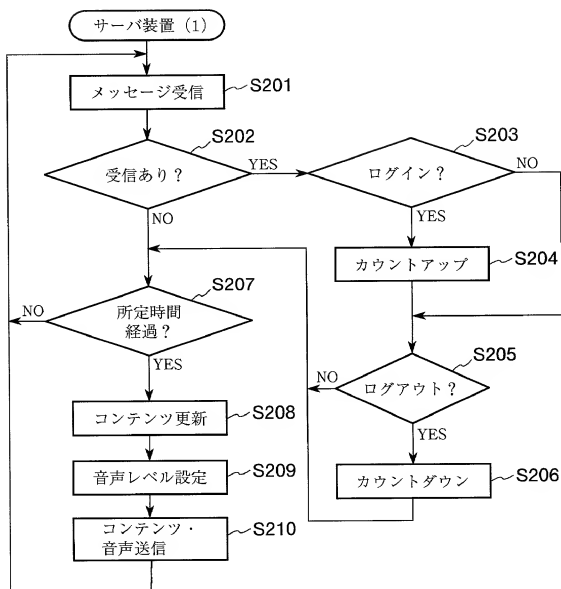 サーバ装置(1)
メッセージ受信
S201
受信あり?
S202
YES
NO
ログイン?
S203
NO
YES
カウントアップ
S204
ログアウト?
S205
NO
YES
カウントダウン
S206
所定時間
経過?
S207
NO
YES
コンテンツ更新
S208
音声レベル設定
S209
コンテンツ・
音声送信
S210